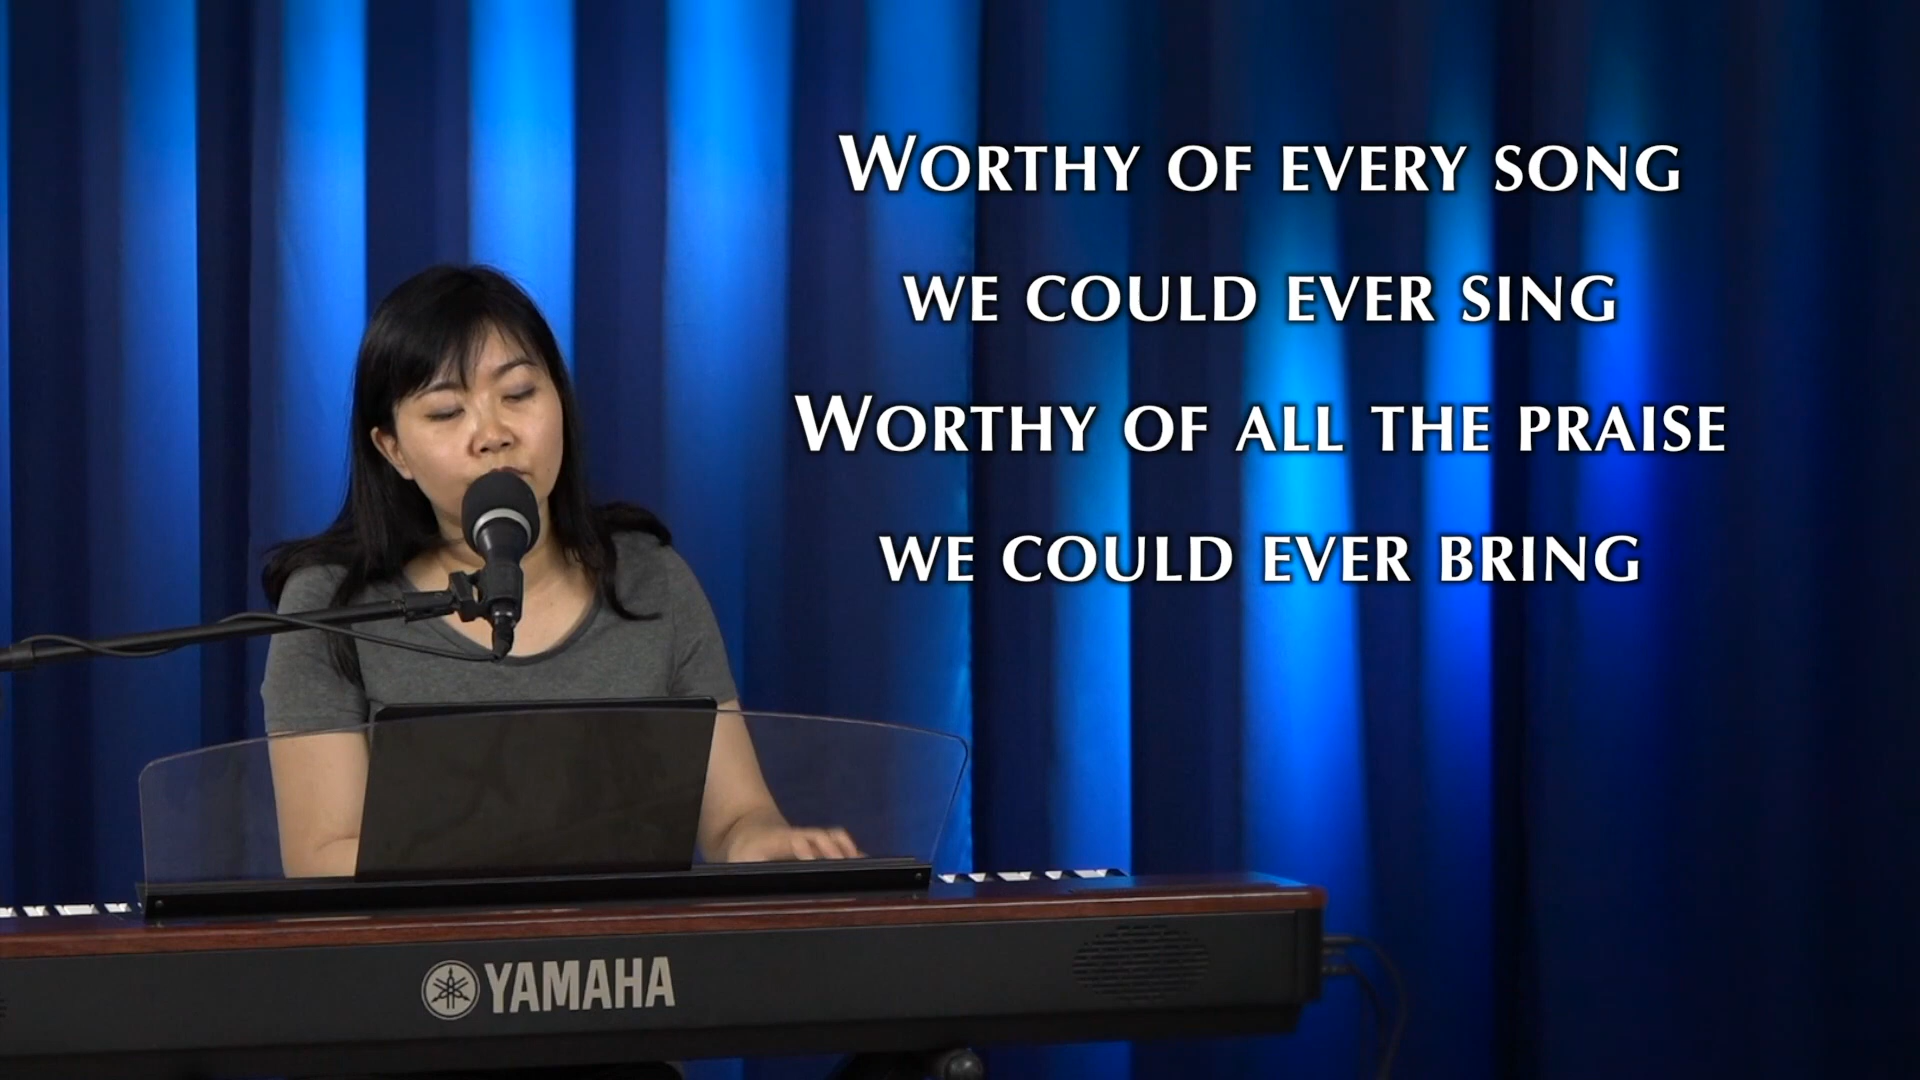 Worthy of every song
we could ever sing
Worthy of all the praise
we could ever bring
YAMAHA